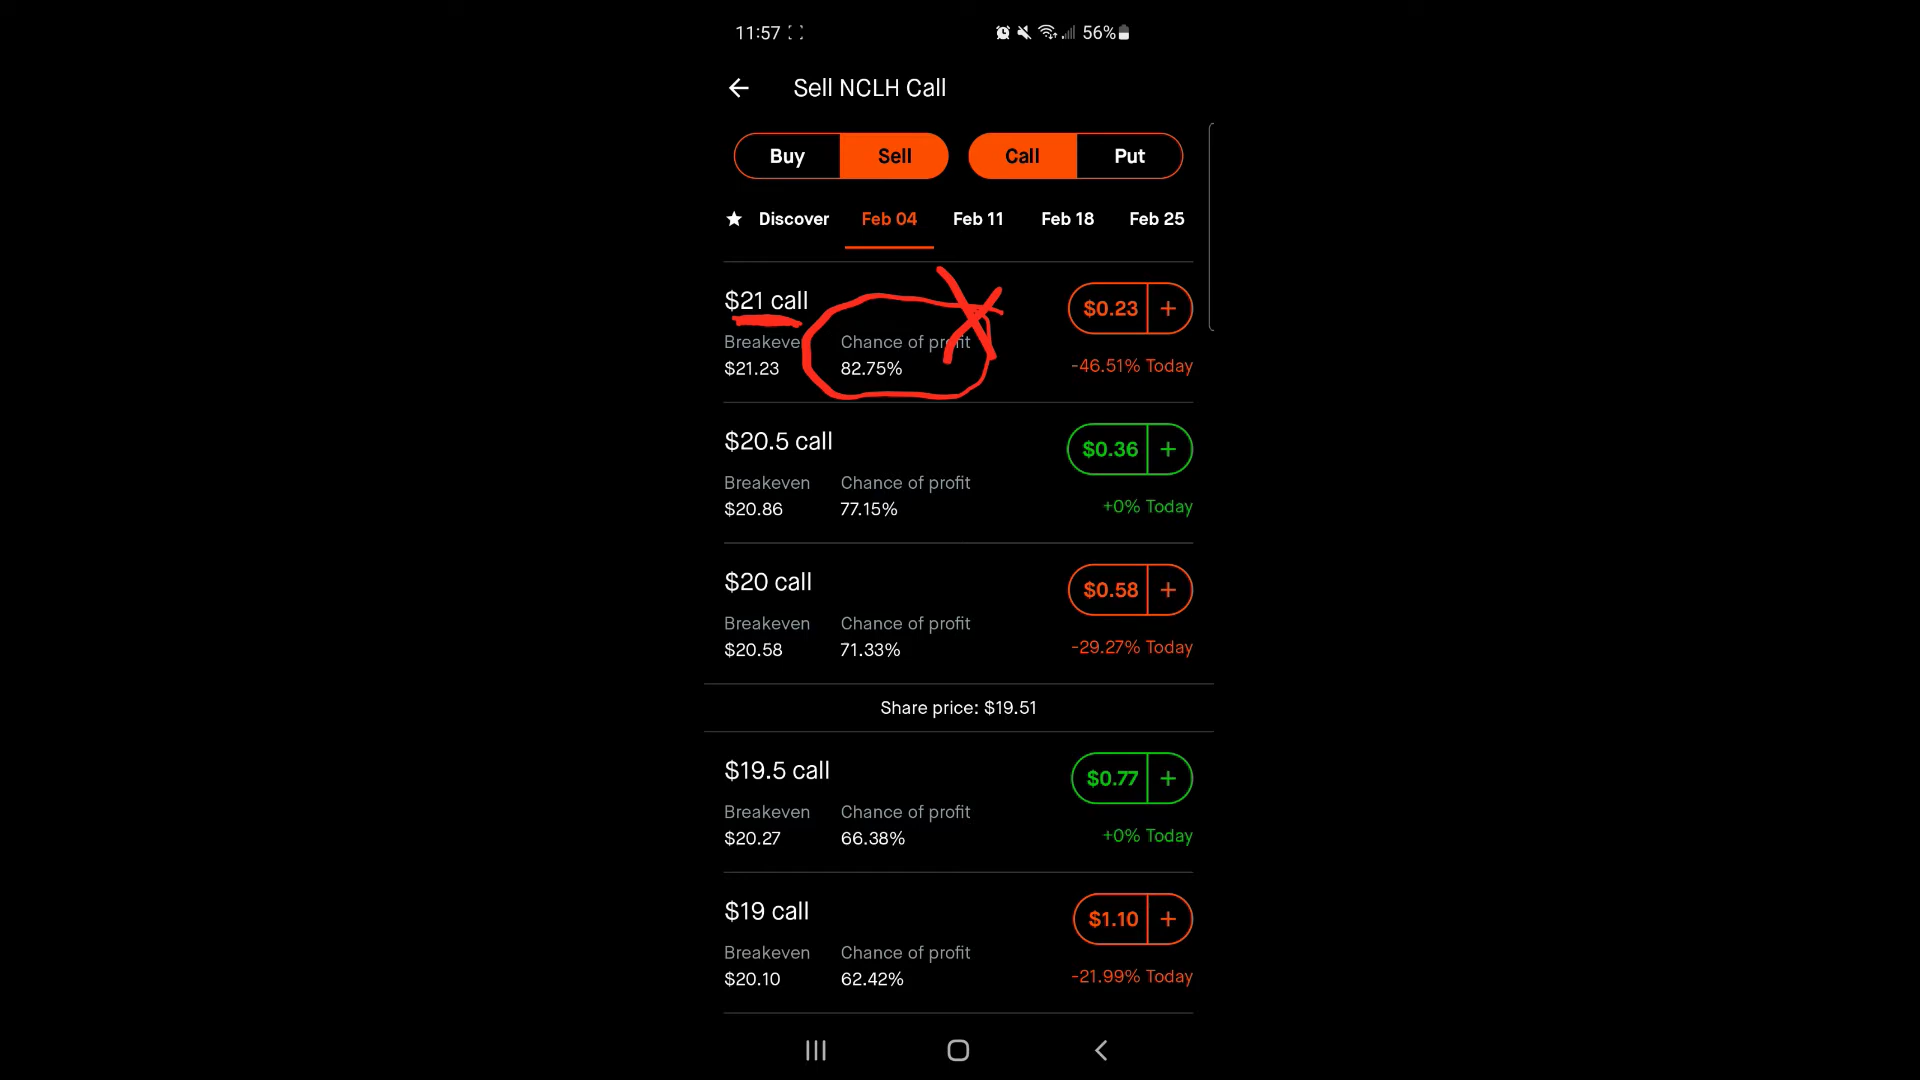 11:57 56%
Sell NCLH Call
Buy Sell Call Put
Discover Feb 04 Feb 11 Feb 18 Feb 25
$21 call $0.23 +
Breakeven Chance of profit
$21.23 82.75% -46.51% Today
$20.5 call $0.36 +
Breakeven Chance of profit
$20.86 77.15% +0% Today
$20 call $0.58 +
Breakeven Chance of profit
$20.58 71.33% -29.27% Today
Share price: $19.51
$19.5 call $0.77 +
Breakeven Chance of profit
$20.27 66.38% +0% Today
$19 call $1.10 +
Breakeven Chance of profit
$20.10 62.42% -21.99% Today